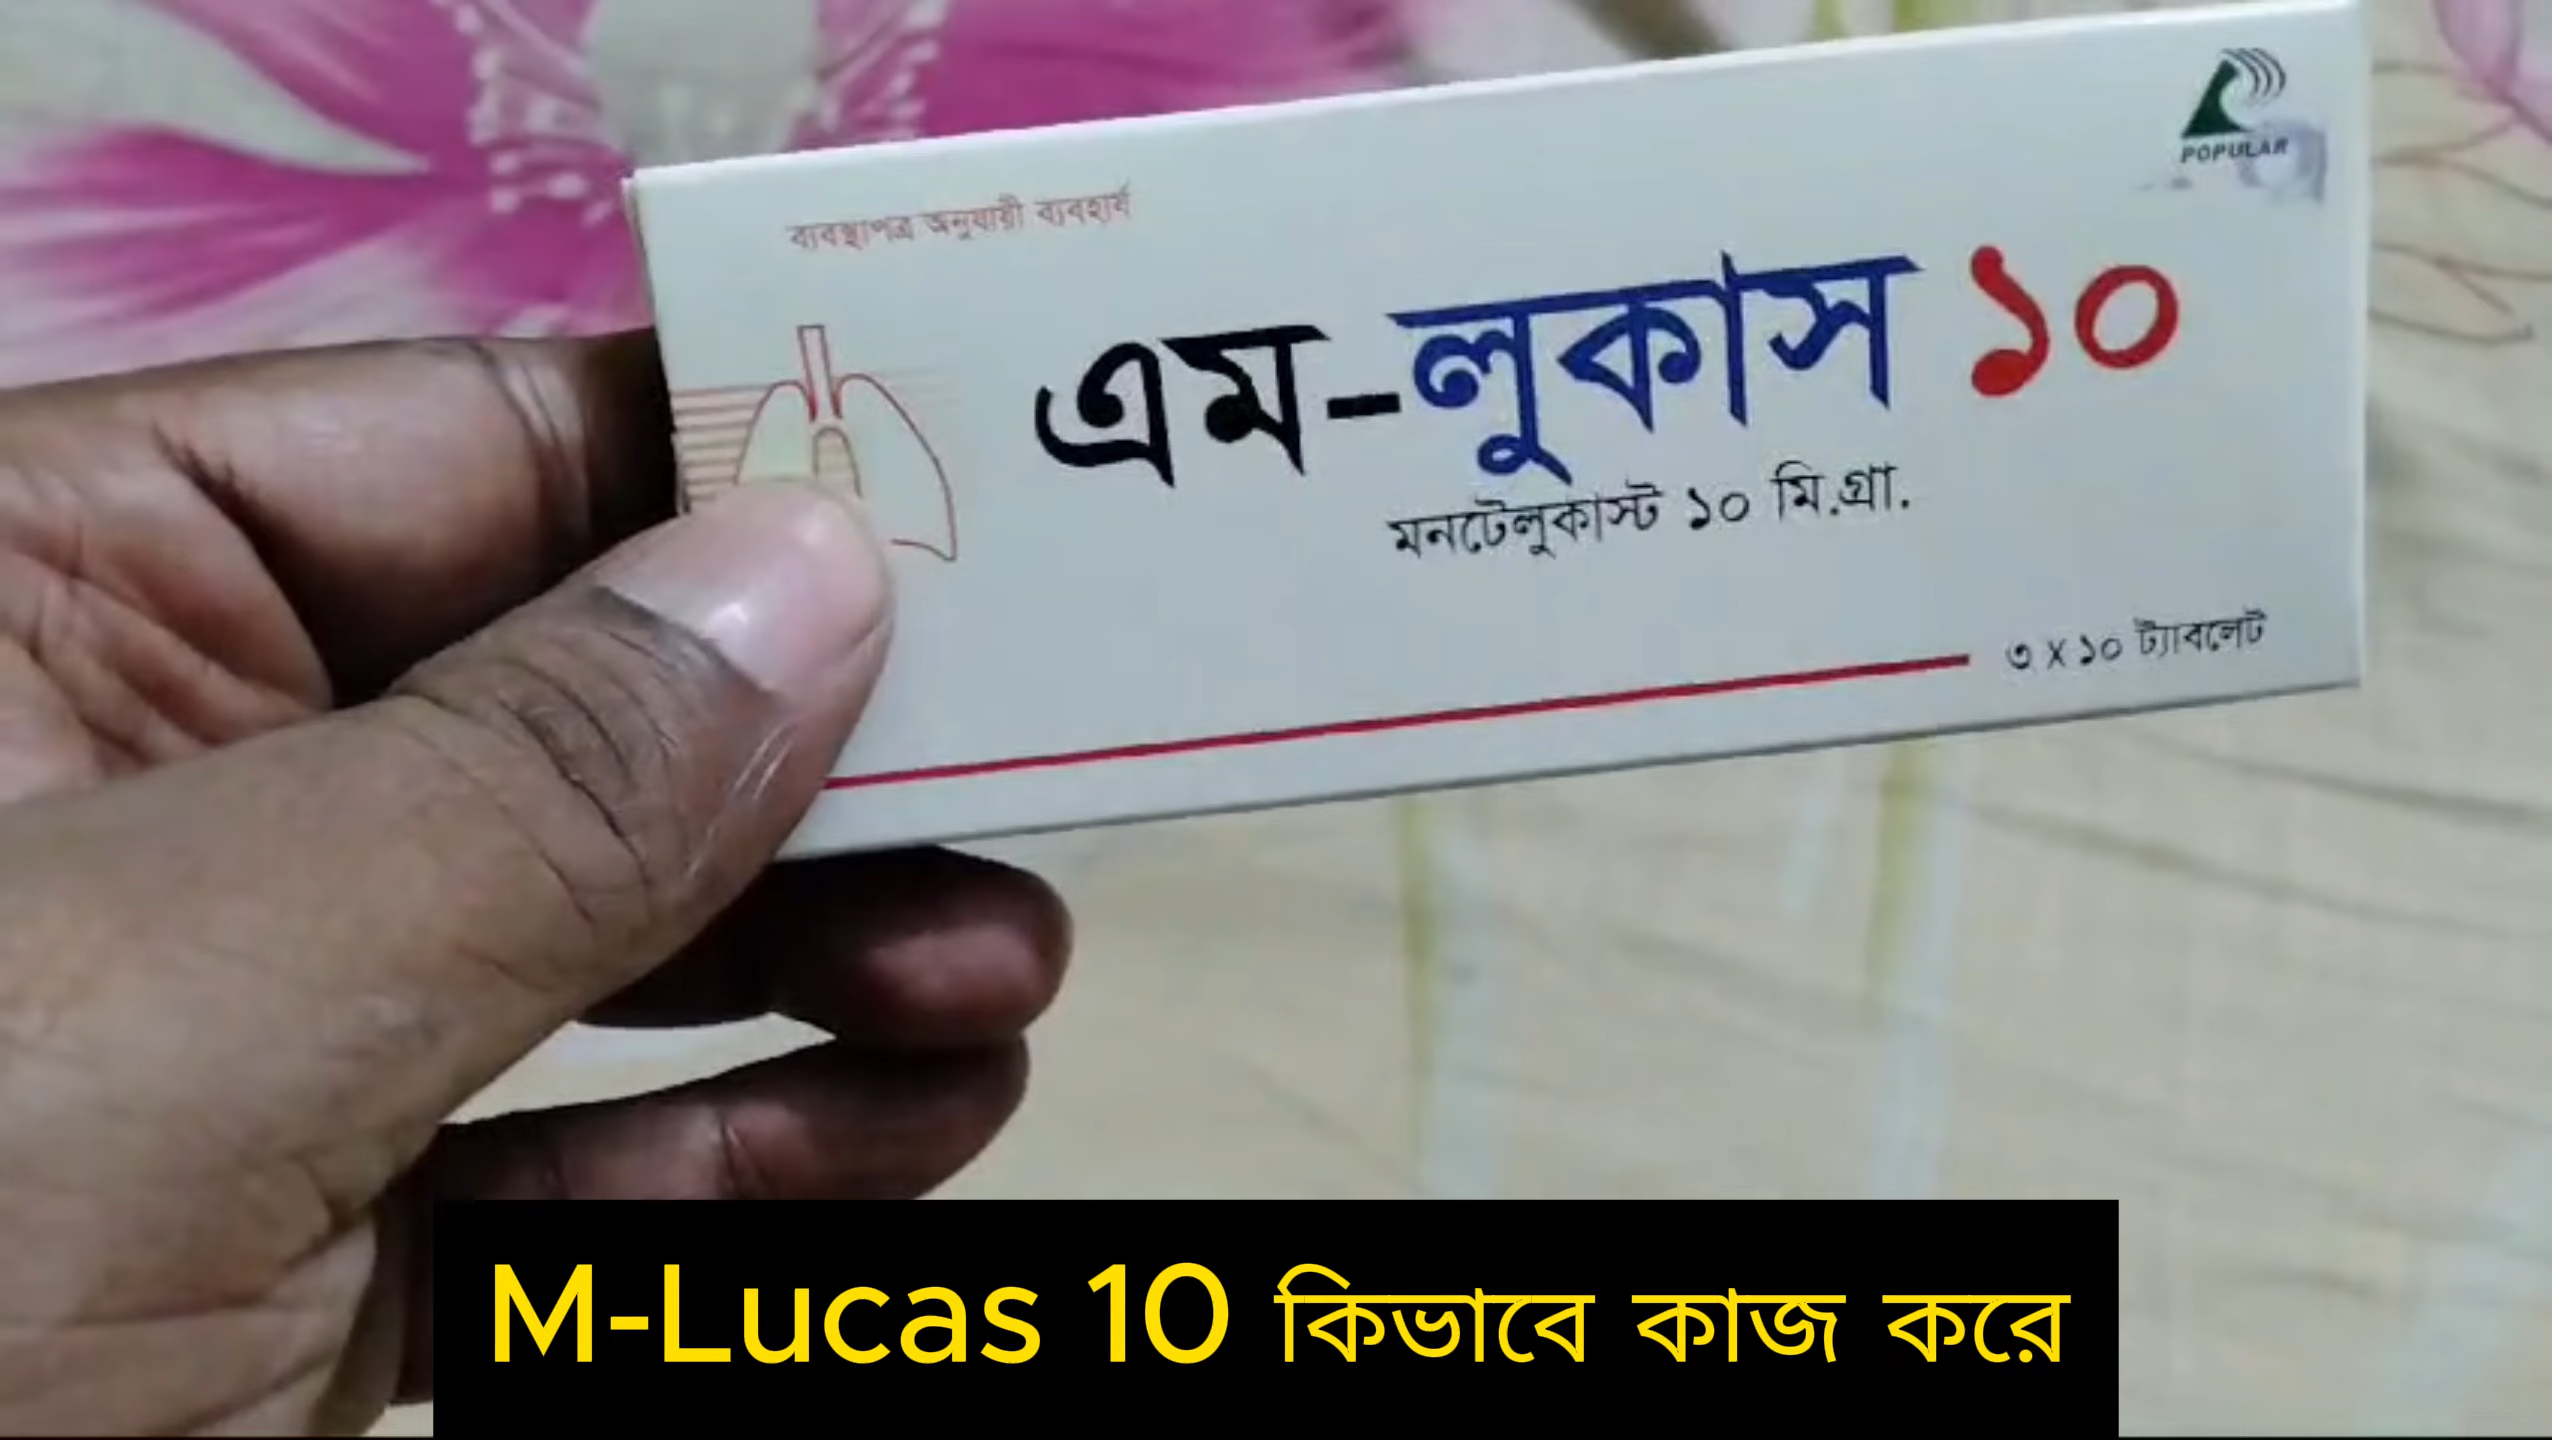 POPULAR
ব্যবস্থাপত্র অনুযায়ী ব্যবহার্য
এম-লুকাস ১০
মনটেলুকাস্ট ১০ মি.গ্রা.
৩ x ১০ ট্যাবলেট
M-Lucas 10 কিভাবে কাজ করে